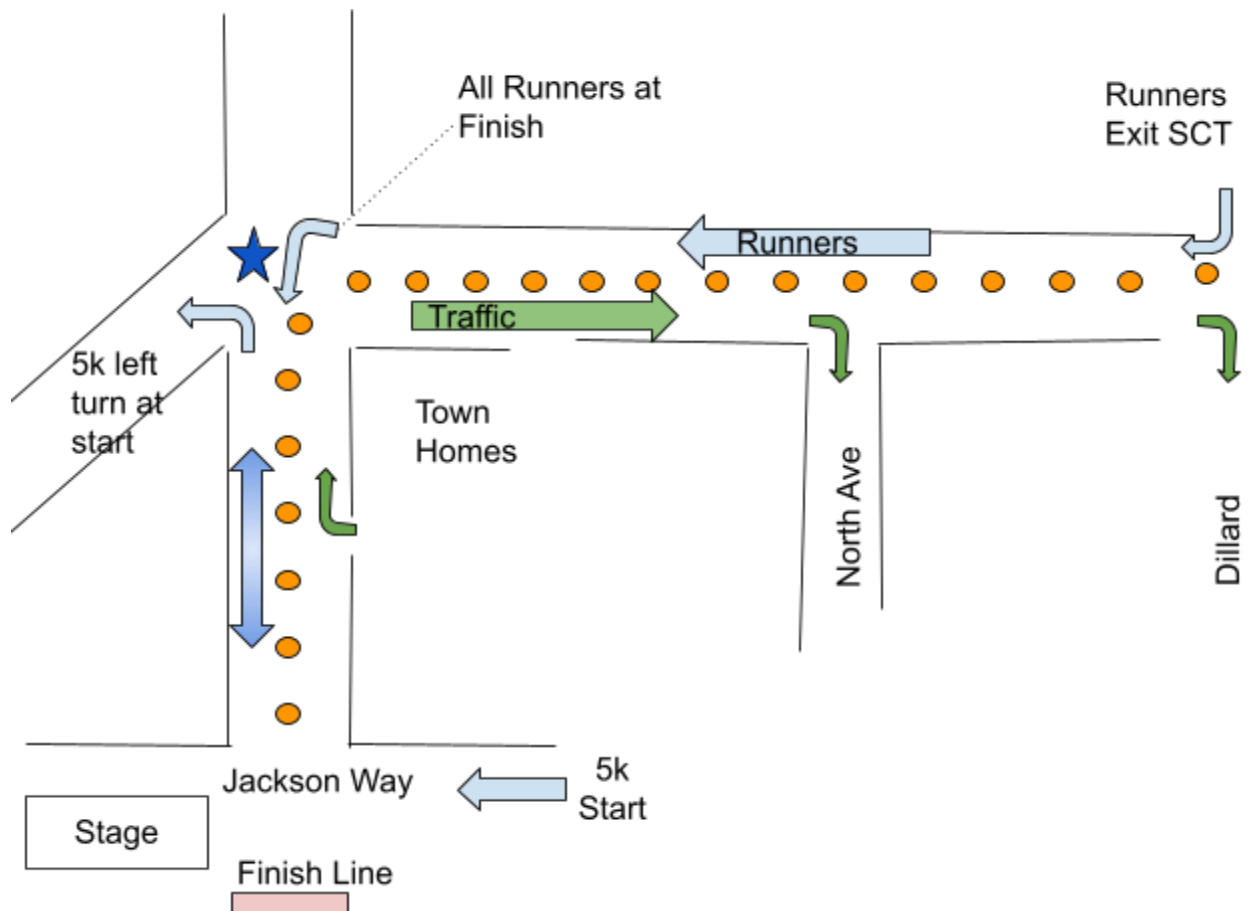 All Runners at
Finish
Runners
Exit SCT
Runners
Traffic
5k left
turn at
start
Town
Homes
North Ave
Dillard
Jackson Way
5k
Start
Stage
Finish Line